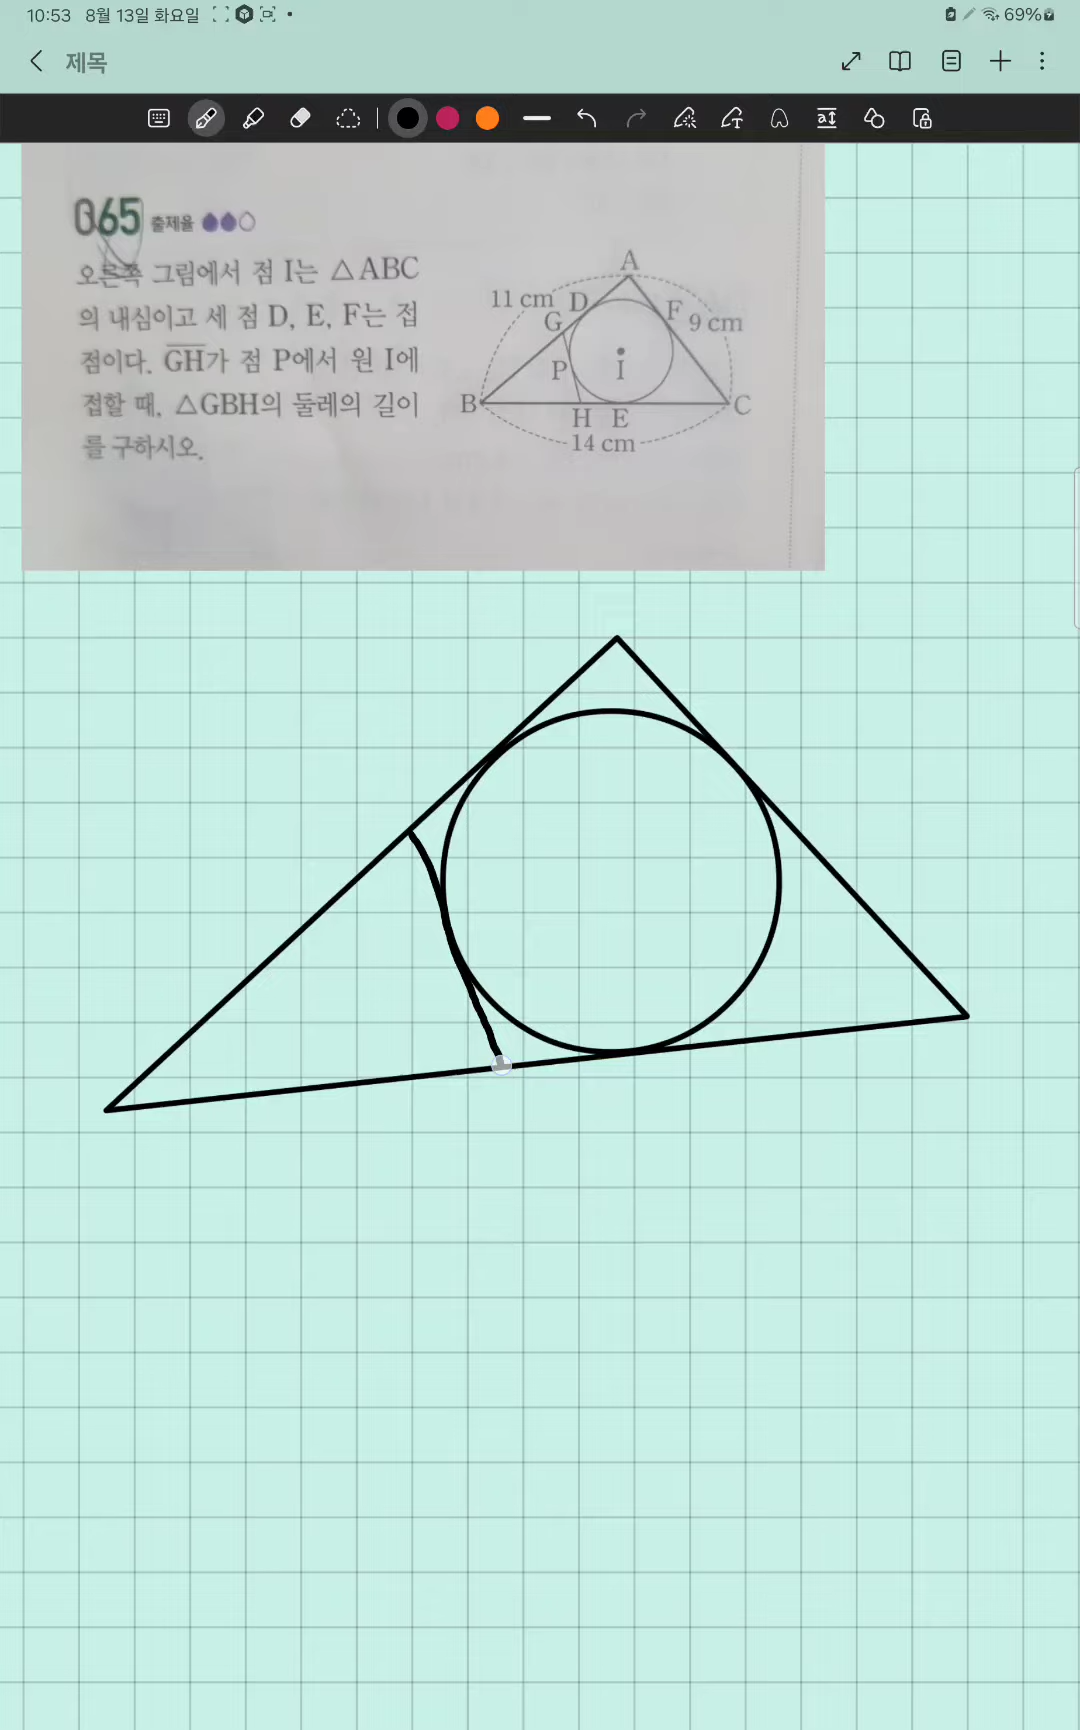 10:53 8월 13일 화요일
69%
제목
065 출제율
오른쪽 그림에서 점 I는 △ABC
의 내심이고 세 점 D, E, F는 접
점이다. GH가 점 P에서 원 I에
접할 때, △GBH의 둘레의 길이
를 구하시오.
A
11 cm D F 9 cm
G
P I
B C
H E
14 cm